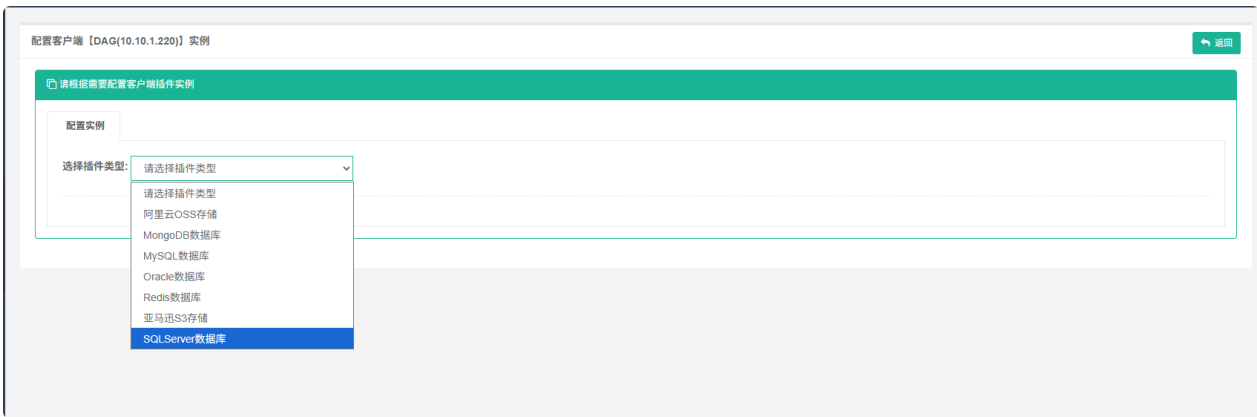 配置客户端【DAG(10.10.1.220)】实例
返回
请根据需要配置客户端插件实例
配置实例
选择插件类型:
请选择插件类型
请选择插件类型
阿里云OSS存储
MongoDB数据库
MySQL数据库
Oracle数据库
Redis数据库
亚马迅S3存储
SQLServer数据库